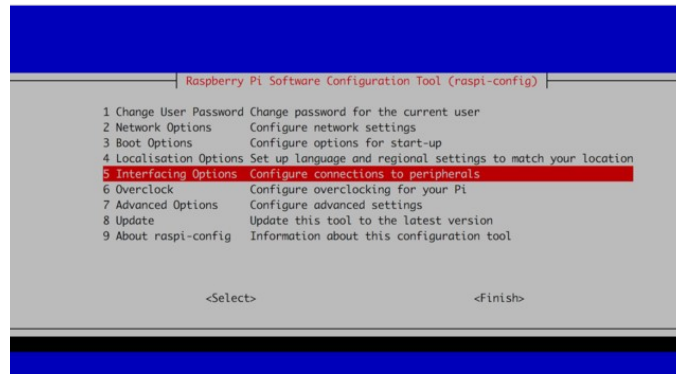 Raspberry Pi Software Configuration Tool (raspi-config)
1 Change User Password Change password for the current user
2 Network Options Configure network settings
3 Boot Options Configure options for start-up
4 Localisation Options Set up language and regional settings to match your location
5 Interfacing Options Configure connections to peripherals
6 Overclock Configure overclocking for your Pi
7 Advanced Options Configure advanced settings
8 Update Update this tool to the latest version
9 About raspi-config Information about this configuration tool
<Select> <Finish>